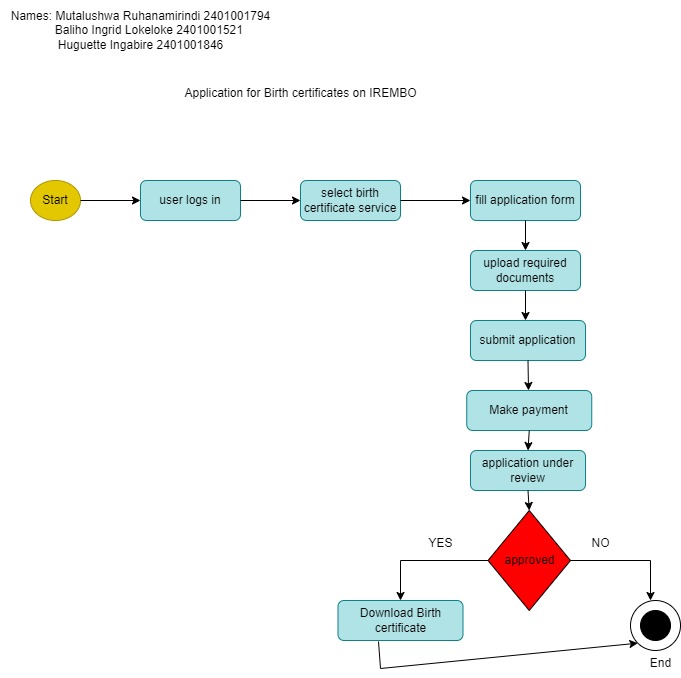 Names: Mutalushwa Ruhanamirindi 2401001794
Baliho Ingrid Lokeloke 2401001521
Huguette Ingabire 2401001846
Application for Birth certificates on IREMBO
Start
user logs in
select birth
certificate service
fill application form
upload required
documents
submit application
Make payment
application under
review
YES
approved
NO
Download Birth
certificate
End